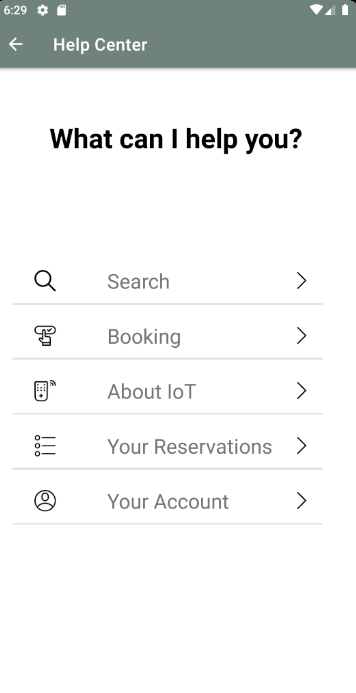 6:29
Help Center
What can I help you?
Search
Booking
About IoT
Your Reservations
Your Account